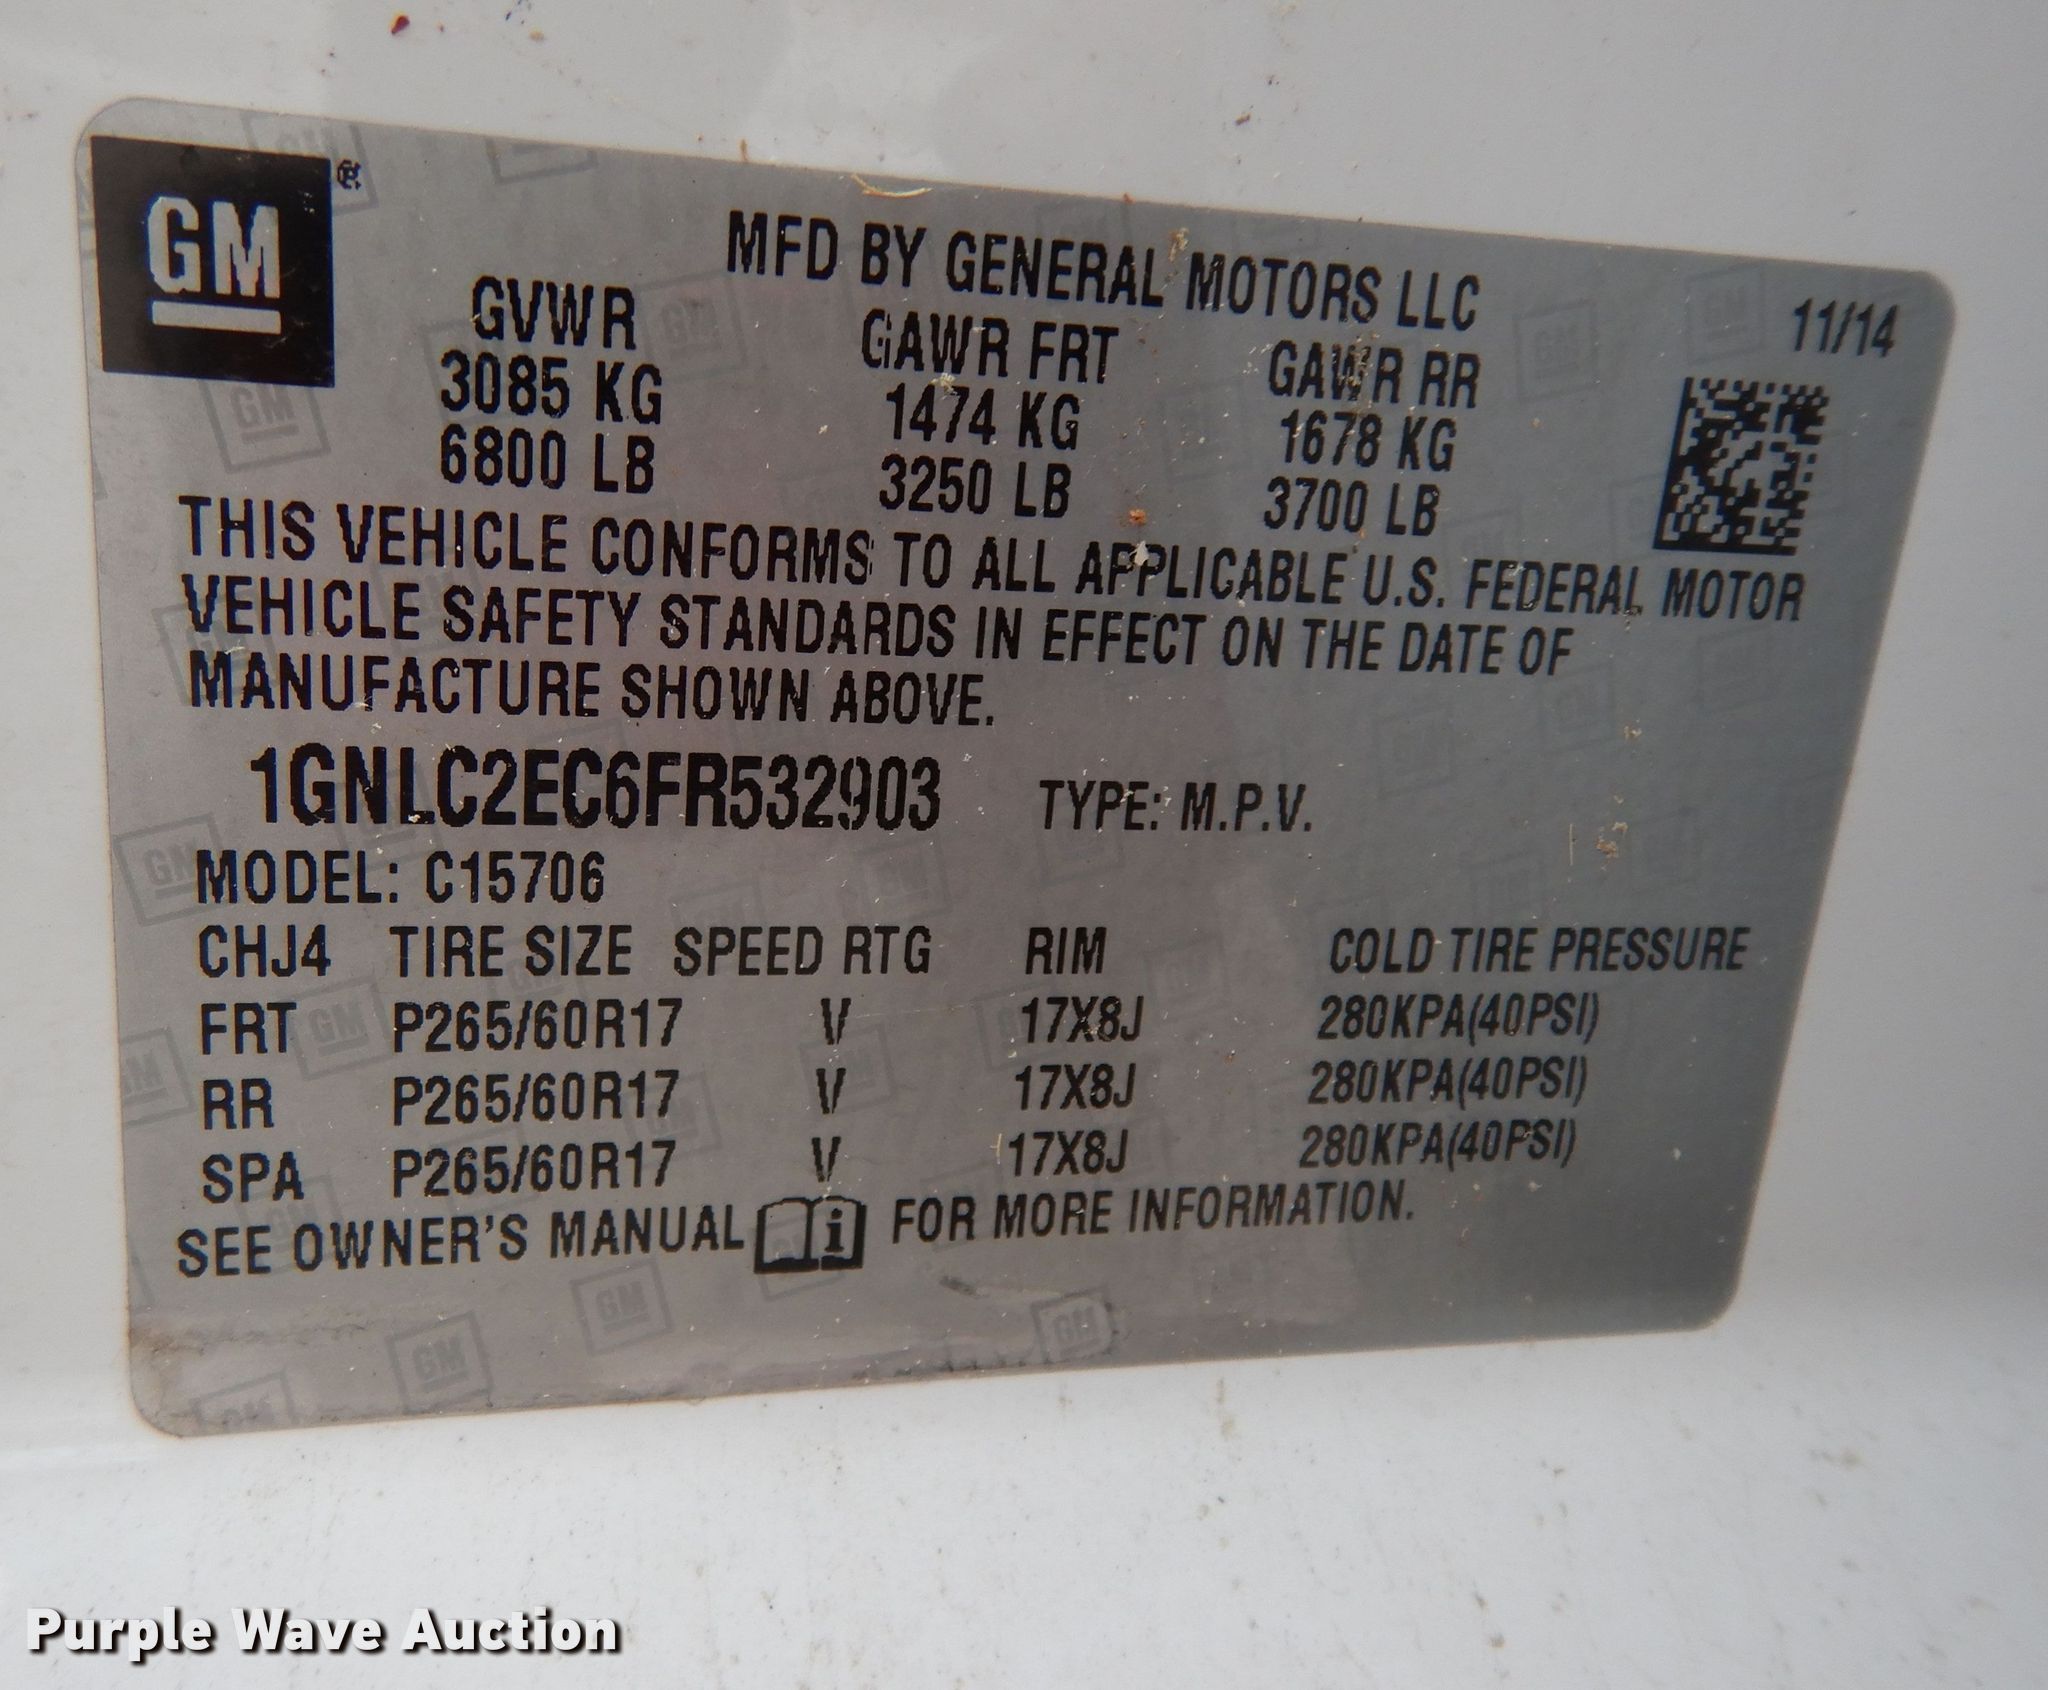 GM®
MFD BY GENERAL MOTORS LLC
11/14
GVWR GAWR FRT GAWR RR
3085 KG 1474 KG 1678 KG
6800 LB 3250 LB 3700 LB
THIS VEHICLE CONFORMS TO ALL APPLICABLE U.S. FEDERAL MOTOR
VEHICLE SAFETY STANDARDS IN EFFECT ON THE DATE OF
MANUFACTURE SHOWN ABOVE.
1GNLC2EC6FR532903 TYPE: M.P.V.
MODEL: C15706
CHJ4 TIRE SIZE SPEED RTG RIM COLD TIRE PRESSURE
FRT P265/60R17 V 17X8J 280KPA(40PSI)
RR P265/60R17 V 17X8J 280KPA(40PSI)
SPA P265/60R17 V 17X8J 280KPA(40PSI)
SEE OWNER'S MANUAL i FOR MORE INFORMATION.
Purple Wave Auction